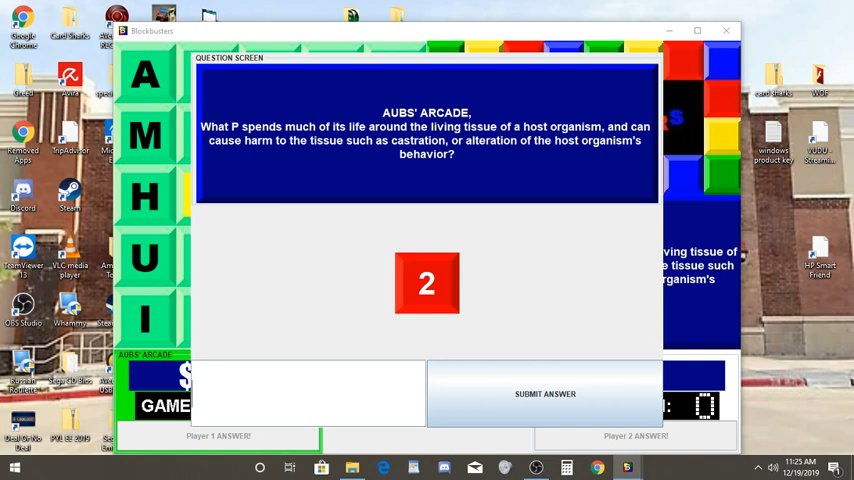 Google
Chrome
Card Sharks
Blockbusters
QUESTION SCREEN
AUBS' ARCADE,
What P spends much of its life around the living tissue of a host organism, and can
cause harm to the tissue such as castration, or alteration of the host organism's
behavior?
A
M
H
U
I
2
S
ving tissue of
e tissue such
rganism's
Greed
Avira
Removed
Apps
TripAdvisor
Discord
Steam
TeamViewer
13
VLC media
player
OBS Studio
Whammy
Russian
Roulette
Sega CD Bios
Deal Or No
Deal
PYL EE 2019
card sharks
WOF
windows
product key
VUDU -
Streami...
HP Smart
Friend
AUBS' ARCADE
$
GAME
SUBMIT ANSWER
: 0
Player 1 ANSWER!
Player 2 ANSWER!
11:25 AM
12/19/2019